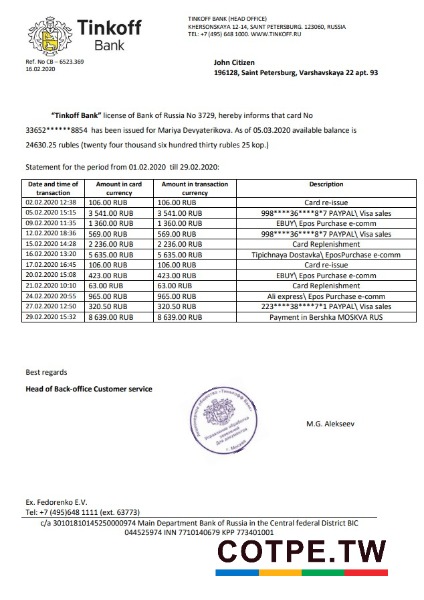 Tinkoff
Bank
TINKOFF BANK (HEAD OFFICE)
KHERSONSKAYA 12-14, SAINT PETERSBURG. 123060, RUSSIA
TEL: +7 (495) 648 1000. WWW.TINKOFF.RU
Ref. No CB – 6523.369
16.02.2020
John Citizen
196128, Saint Petersburg, Varshavskaya 22 apt. 93
“Tinkoff Bank” license of Bank of Russia No 3729, hereby informs that card No
33652******8854 has been issued for Mariya Devyaterikova. As of 05.03.2020 available balance is
24630.25 rubles (twenty four thousand six hundred thirty rubles 25 kop.)
Statement for the period from 01.02.2020 till 29.02.2020:
Date and time of transaction Amount in card currency Amount in transaction currency Description
02.02.2020 12:38 106.00 RUB 106.00 RUB Card re-issue
05.02.2020 15:15 3 541.00 RUB 3 541.00 RUB 998****36****8*7 PAYPAL\ Visa sales
09.02.2020 11:35 1 360.00 RUB 1 360.00 RUB EBUY\ Epos Purchase e-comm
12.02.2020 18:36 569.00 RUB 569.00 RUB 998****36****8*7 PAYPAL\ Visa sales
15.02.2020 14:28 2 236.00 RUB 2 236.00 RUB Card Replenishment
16.02.2020 13:20 5 635.00 RUB 5 635.00 RUB Tipichnaya Dostavka\ EposPurchase e-comm
17.02.2020 16:45 106.00 RUB 106.00 RUB Card re-issue
20.02.2020 15:08 423.00 RUB 423.00 RUB EBUY\ Epos Purchase e-comm
21.02.2020 10:10 63.00 RUB 63.00 RUB Card Replenishment
24.02.2020 20:55 965.00 RUB 965.00 RUB Ali express\ Epos Purchase e-comm
27.02.2020 12:50 320.50 RUB 320.50 RUB 223****38****7*1 PAYPAL\ Visa sales
29.02.2020 15:32 8 639.00 RUB 8 639.00 RUB Payment in Bershka MOSKVA RUS
Best regards
Head of Back-office Customer service
M.G. Alekseev
Ex. Fedorenko E.V.
Tel: +7 (495)648 1111 (ext. 63773)
c/a 30101810145250000974 Main Department Bank of Russia in the Central federal District BIC
044525974 INN 7710140679 KPP 773401001
COTPE.TW